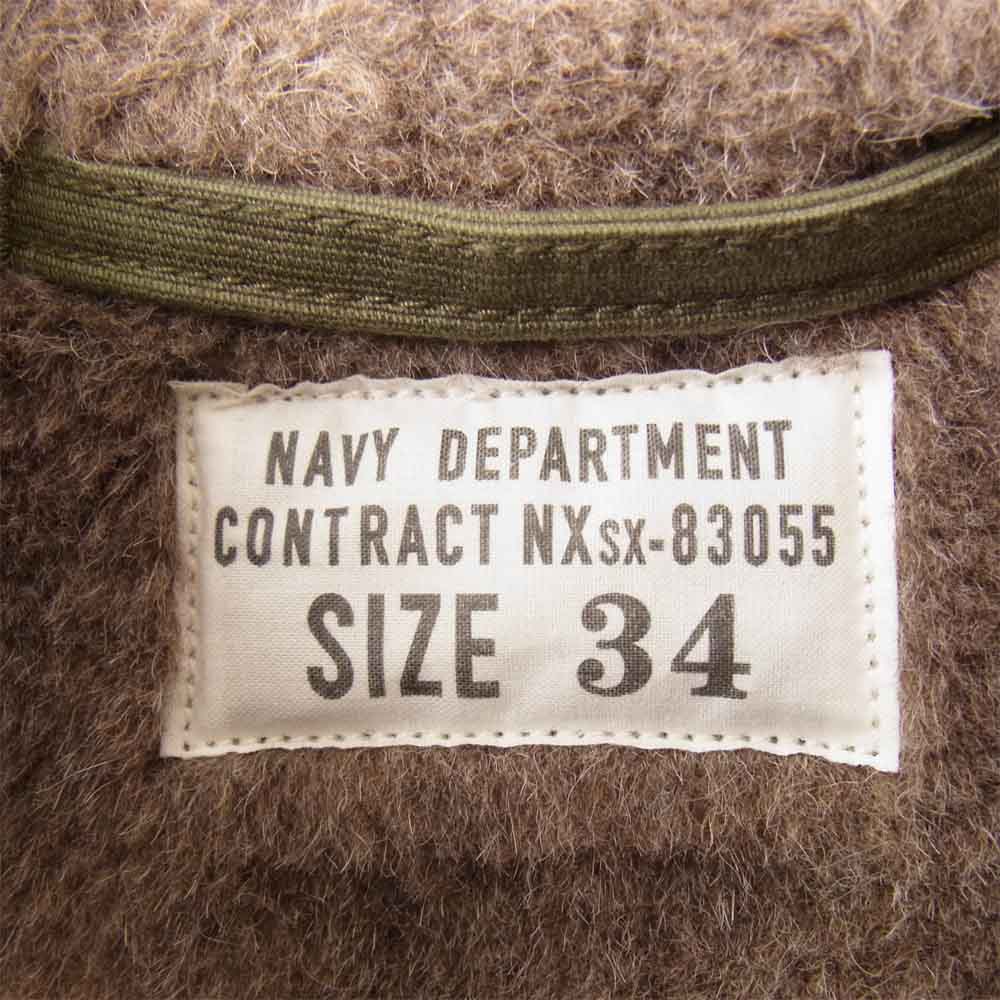 NAVY DEPARTMENT
CONTRACT NXsx-83055
SIZE 34